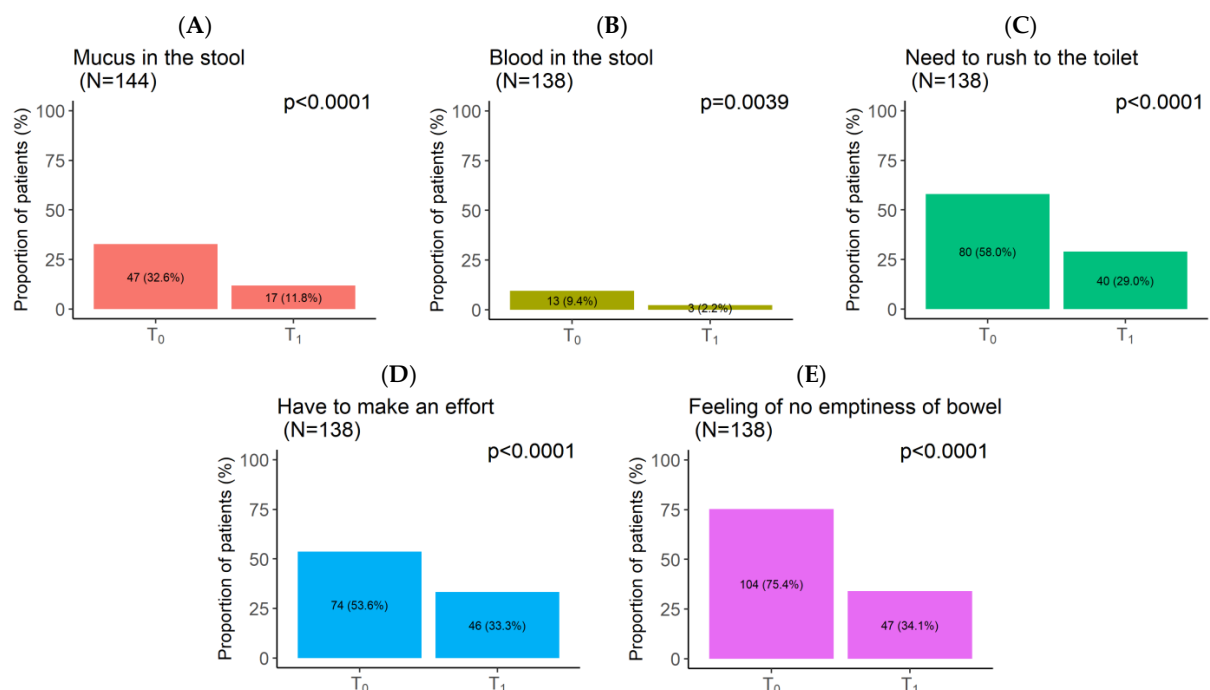 (A)
Mucus in the stool
(N=144)
p<0.0001
Proportion of patients (%)
100
75
50
25
0
47 (32.6%)
17 (11.8%)
T₀
T₁
(B)
Blood in the stool
(N=138)
p=0.0039
Proportion of patients (%)
100
75
50
25
0
13 (9.4%)
3 (2.2%)
T₀
T₁
(C)
Need to rush to the toilet
(N=138)
p<0.0001
Proportion of patients (%)
100
75
50
25
0
80 (58.0%)
40 (29.0%)
T₀
T₁
(D)
Have to make an effort
(N=138)
p<0.0001
Proportion of patients (%)
100
75
50
25
0
74 (53.6%)
46 (33.3%)
T₀
T₁
(E)
Feeling of no emptiness of bowel
(N=138)
p<0.0001
Proportion of patients (%)
100
75
50
25
0
104 (75.4%)
47 (34.1%)
T₀
T₁